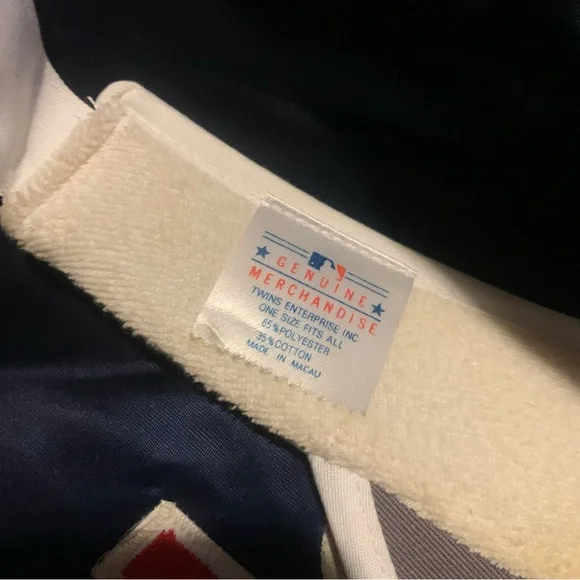 GENUINE
MERCHANDISE
TWINS ENTERPRISE INC.
ONE SIZE FITS ALL
65% POLYESTER
35% COTTON
MADE IN MACAU